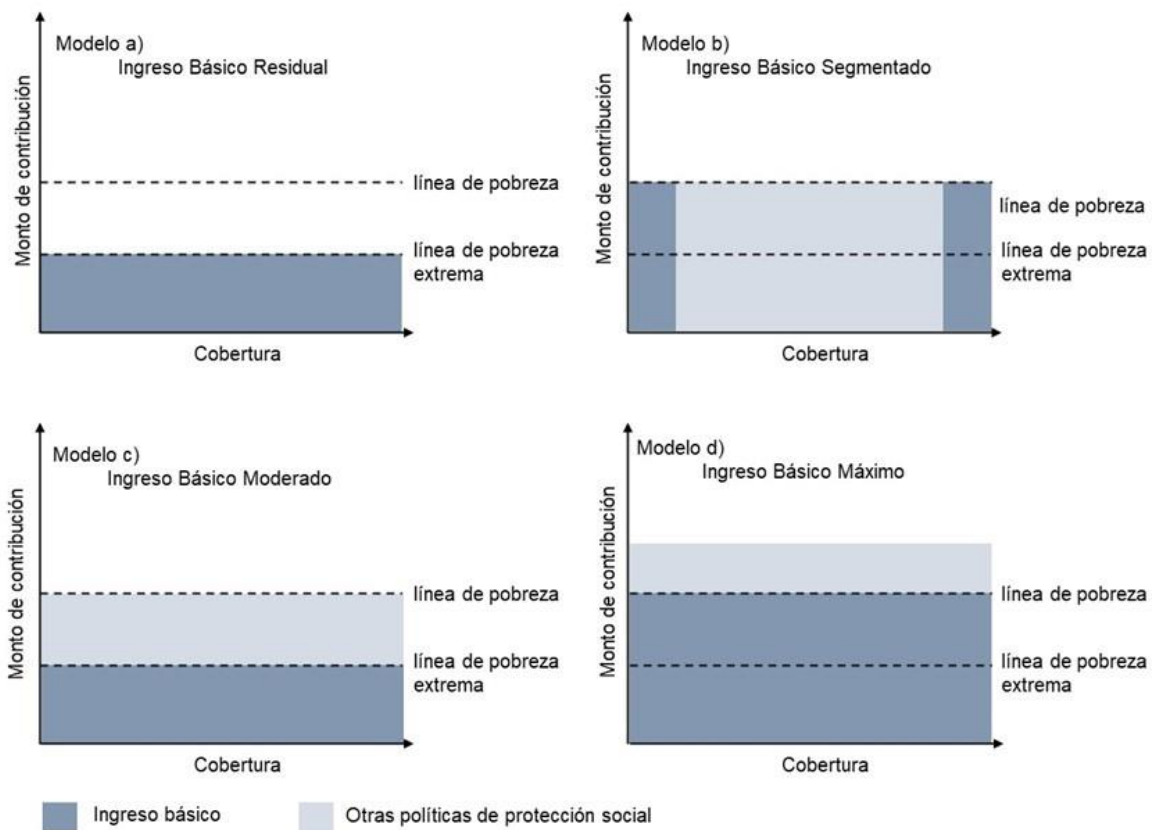 Modelo a)
Ingreso Básico Residual
Monto de contribución
línea de pobreza
línea de pobreza
extrema
Cobertura
Modelo b)
Ingreso Básico Segmentado
Monto de contribución
línea de pobreza
línea de pobreza
extrema
Cobertura
Modelo c)
Ingreso Básico Moderado
Monto de contribución
línea de pobreza
línea de pobreza
extrema
Cobertura
Modelo d)
Ingreso Básico Máximo
Monto de contribución
línea de pobreza
línea de pobreza
extrema
Cobertura
Ingreso básico
Otras políticas de protección social